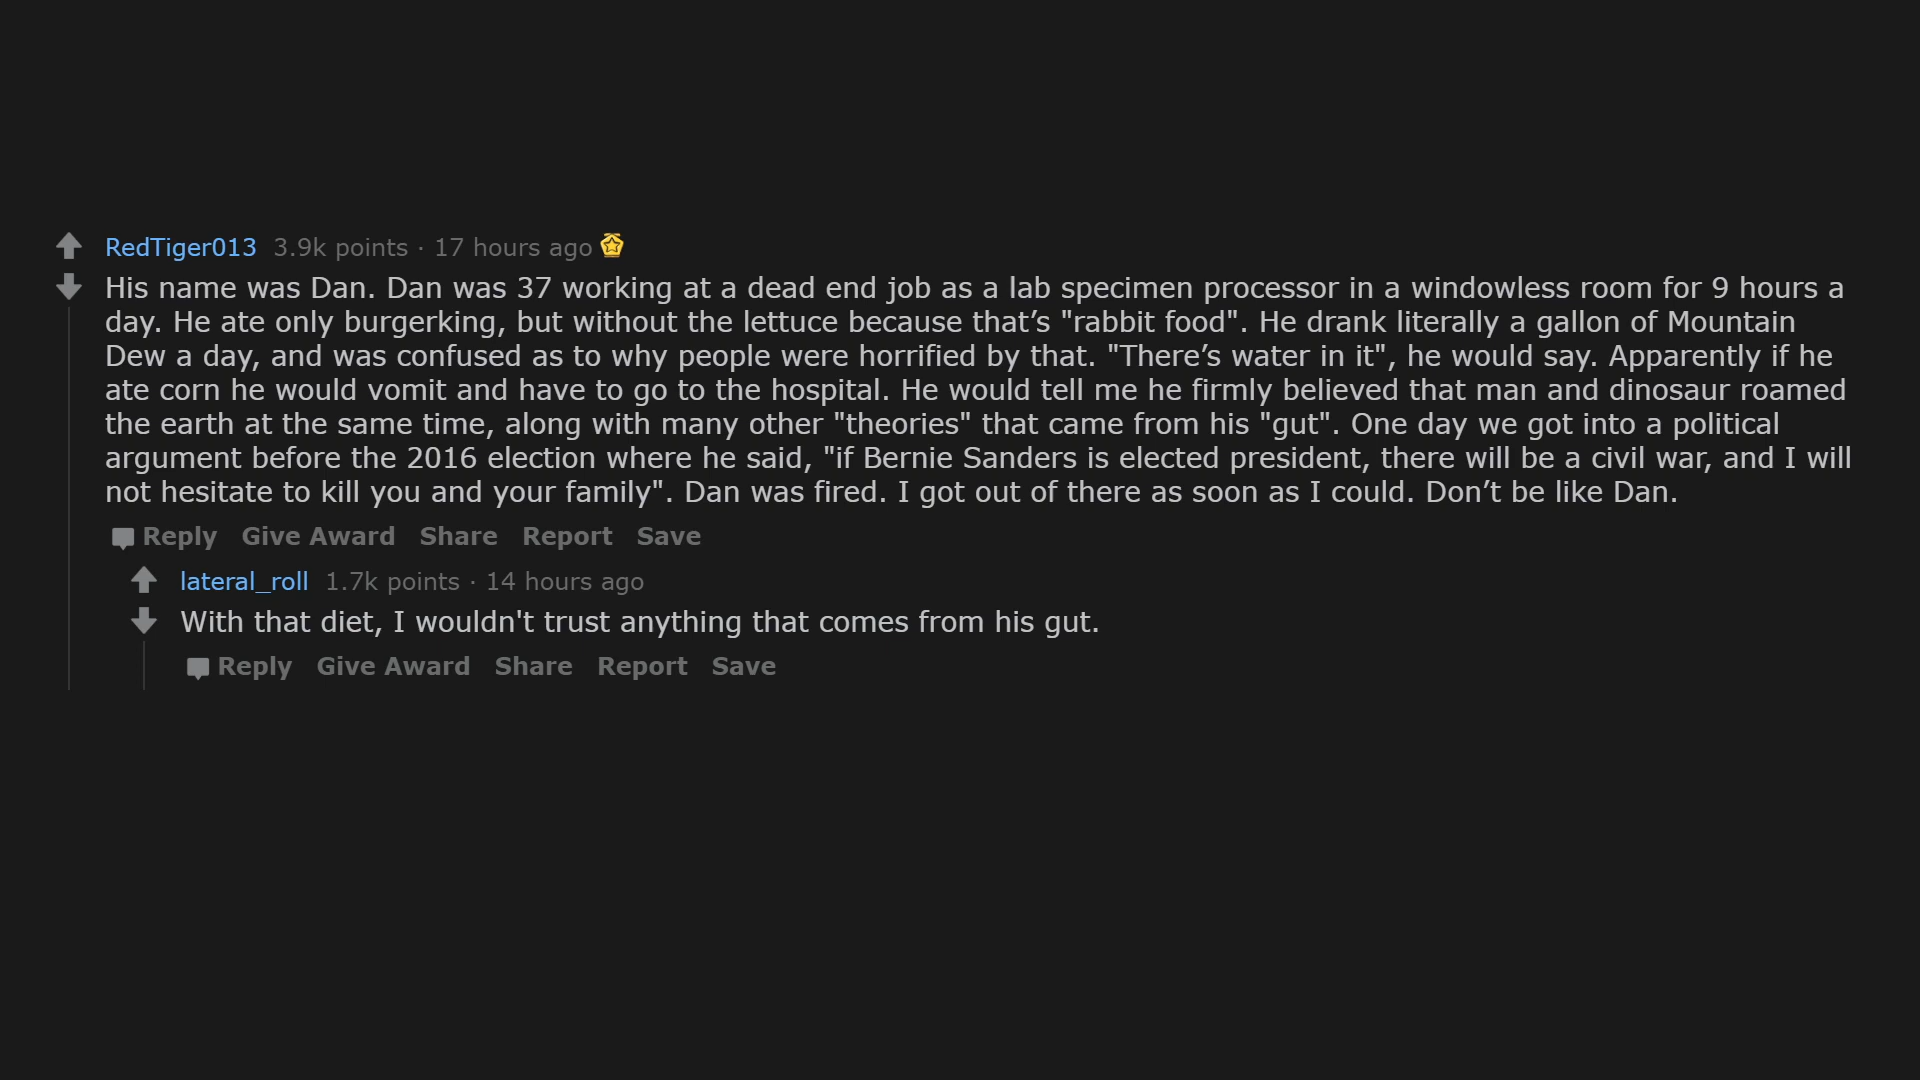 RedTiger013 3.9k points · 17 hours ago
His name was Dan. Dan was 37 working at a dead end job as a lab specimen processor in a windowless room for 9 hours a
day. He ate only burgerking, but without the lettuce because that’s "rabbit food". He drank literally a gallon of Mountain
Dew a day, and was confused as to why people were horrified by that. "There’s water in it", he would say. Apparently if he
ate corn he would vomit and have to go to the hospital. He would tell me he firmly believed that man and dinosaur roamed
the earth at the same time, along with many other "theories" that came from his "gut". One day we got into a political
argument before the 2016 election where he said, "if Bernie Sanders is elected president, there will be a civil war, and I will
not hesitate to kill you and your family". Dan was fired. I got out of there as soon as I could. Don’t be like Dan.
Reply Give Award Share Report Save
lateral_roll 1.7k points · 14 hours ago
With that diet, I wouldn't trust anything that comes from his gut.
Reply Give Award Share Report Save